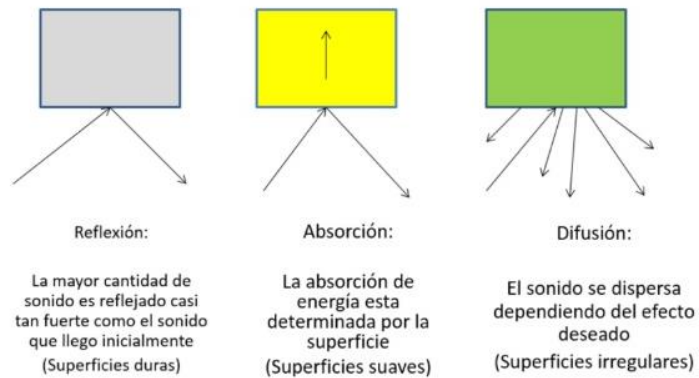 Reflexión:
La mayor cantidad de
sonido es reflejado casi
tan fuerte como el sonido
que llego inicialmente
(Superficies duras)
Absorción:
La absorción de
energía esta
determinada por la
superficie
(Superficies suaves)
Difusión:
El sonido se dispersa
dependiendo del efecto
deseado
(Superficies irregulares)